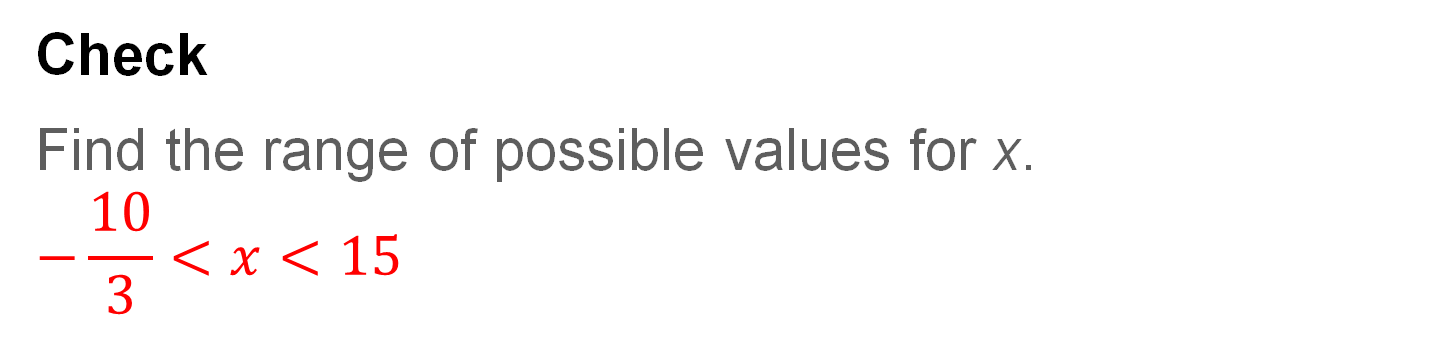 Check
Find the range of possible values for x.
−10/3 < x < 15